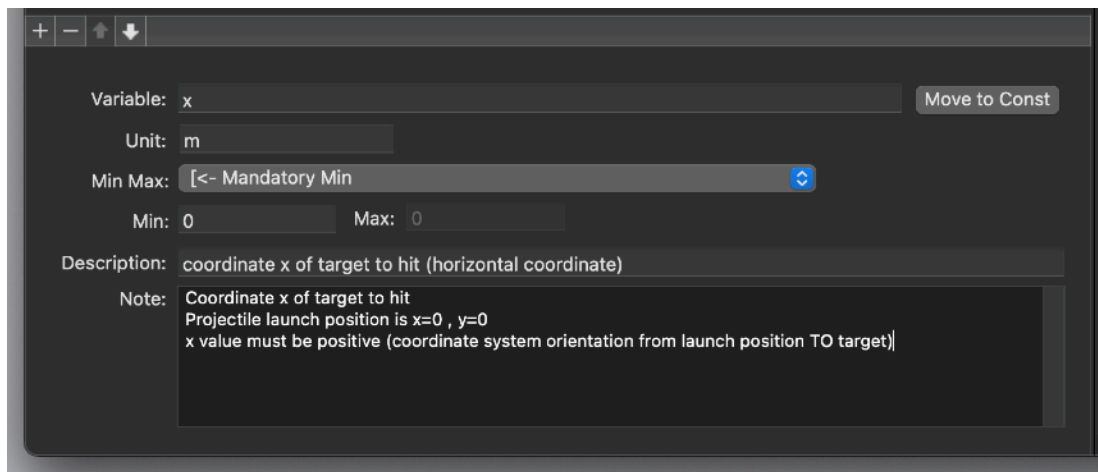 Variable: x Move to Const
Unit: m
Min Max: [<- Mandatory Min
Min: 0 Max: 0
Description: coordinate x of target to hit (horizontal coordinate)
Note: Coordinate x of target to hit
Projectile launch position is x=0 , y=0
x value must be positive (coordinate system orientation from launch position TO target)